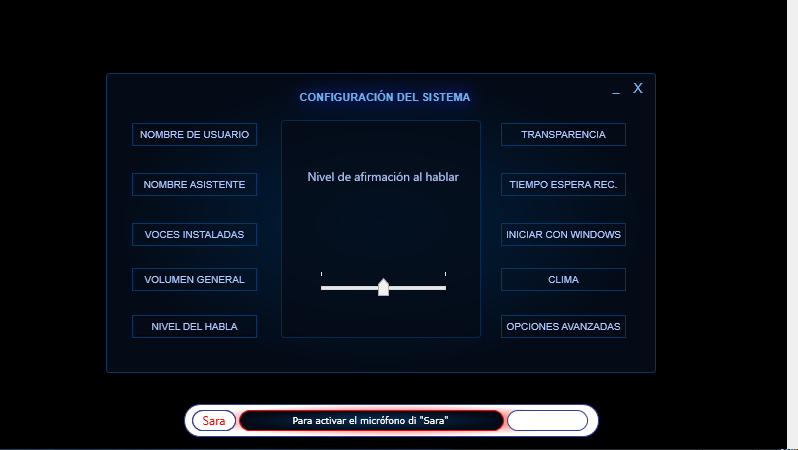 _ X
CONFIGURACIÓN DEL SISTEMA
NOMBRE DE USUARIO
NOMBRE ASISTENTE
VOCES INSTALADAS
VOLUMEN GENERAL
NIVEL DEL HABLA
Nivel de afirmación al hablar
TRANSPARENCIA
TIEMPO ESPERA REC.
INICIAR CON WINDOWS
CLIMA
OPCIONES AVANZADAS
Sara
Para activar el micrófono di "Sara"